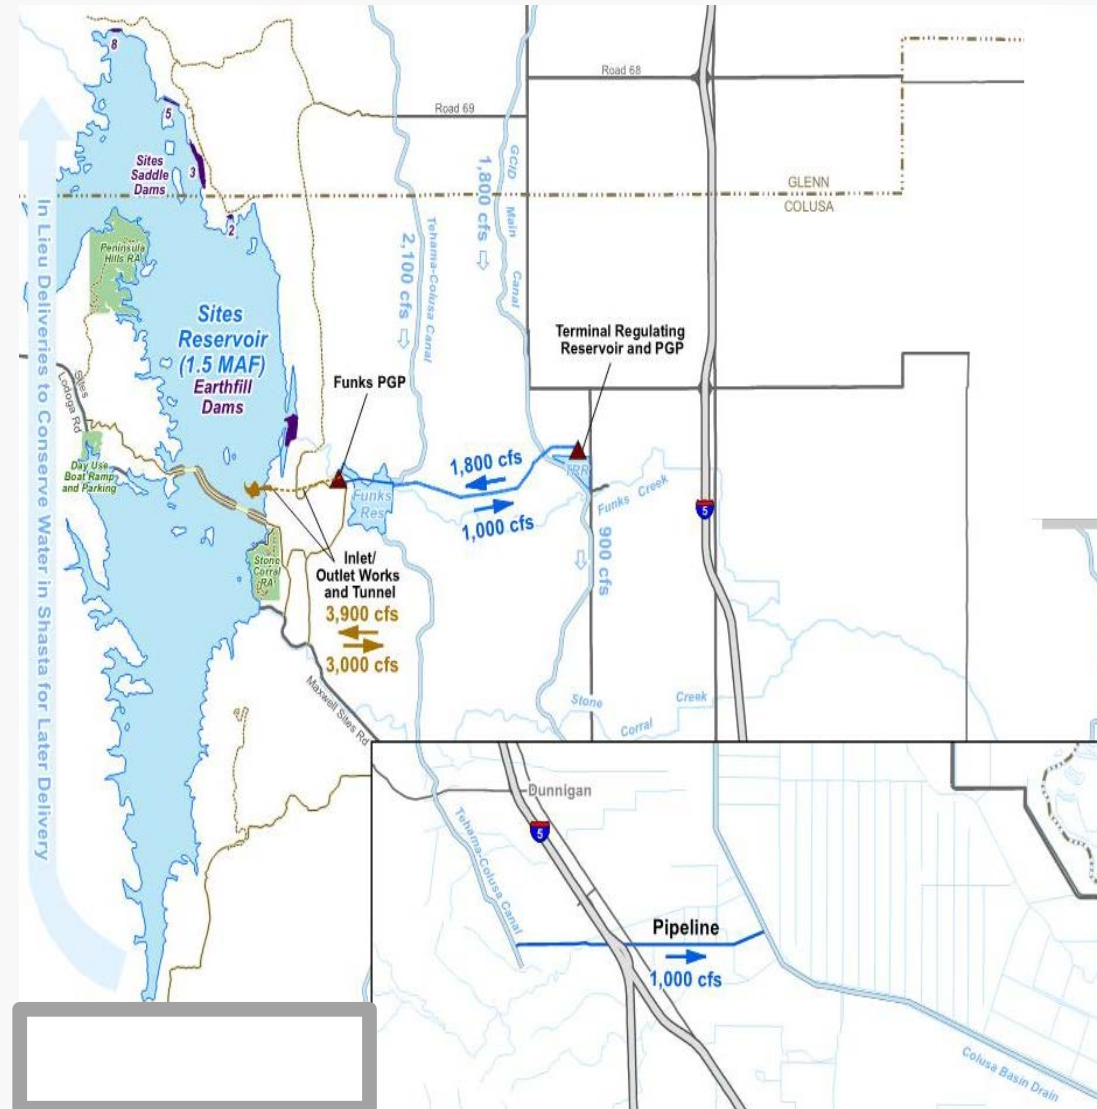 8
5
3
2
Sites
Saddle
Dams
Road 68
Road 69
GLENN
COLUSA
GCID Main Canal
1,800 cfs
Tehama-Colusa Canal
2,100 cfs
In Lieu Deliveries to Conserve Water in Shasta for Later Delivery
Peninsula
Hills RA
Sites
Reservoir
(1.5 MAF)
Earthfill
Dams
Sites
Lodoga Rd
Terminal Regulating
Reservoir and PGP
Funks PGP
Day Use
Boat Ramp
and Parking
1,800 cfs
1,000 cfs
TRR
Funks
Res
Funks Creek
5
900 cfs
Inlet/
Outlet Works
and Tunnel
3,900 cfs
3,000 cfs
Stone
Corral
RA
Maxwell Sites Rd
Stone Corral Creek
Dunnigan
5
Tehama-Colusa Canal
Pipeline
1,000 cfs
Colusa Basin Drain